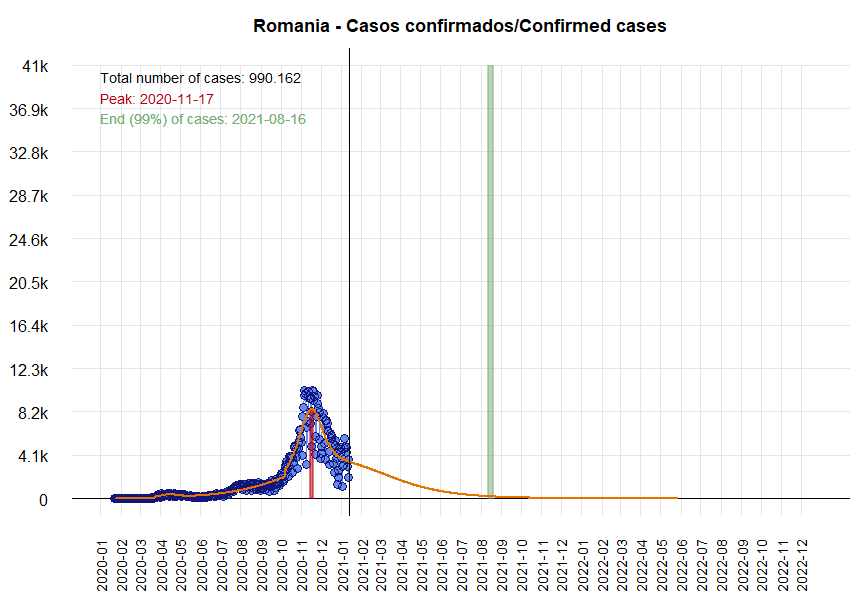 Romania - Casos confirmados/Confirmed cases
41k
Total number of cases: 990.162
Peak: 2020-11-17
End (99%) of cases: 2021-08-16
36.9k
32.8k
28.7k
24.6k
20.5k
16.4k
12.3k
8.2k
4.1k
0
2020-01
2020-02
2020-03
2020-04
2020-05
2020-06
2020-07
2020-08
2020-09
2020-10
2020-11
2020-12
2021-01
2021-02
2021-03
2021-04
2021-05
2021-06
2021-07
2021-08
2021-09
2021-10
2021-11
2021-12
2022-01
2022-02
2022-03
2022-04
2022-05
2022-06
2022-07
2022-08
2022-09
2022-10
2022-11
2022-12